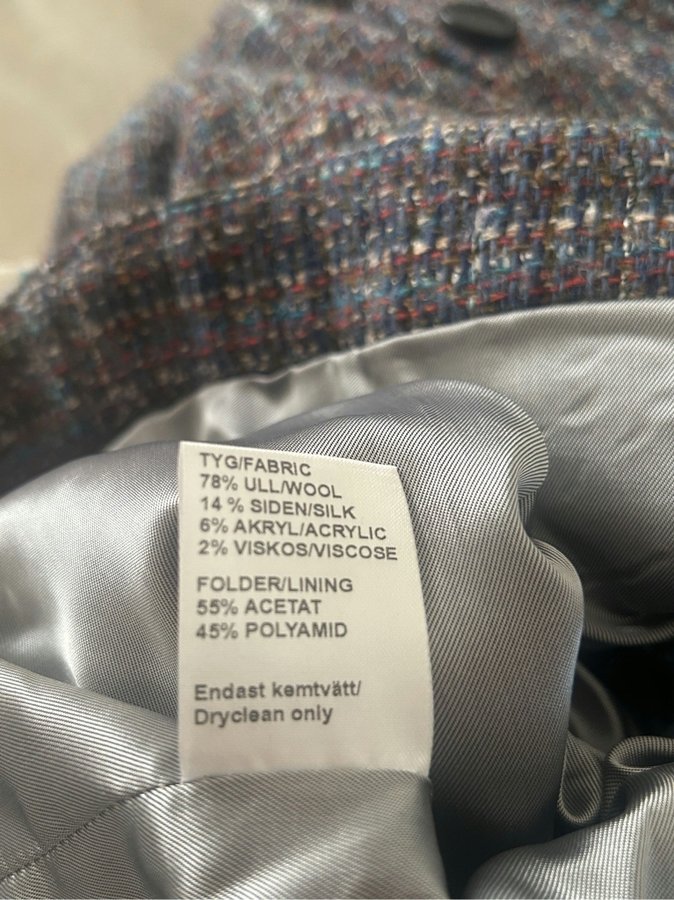 TYG/FABRIC
78% ULL/WOOL
14 % SIDEN/SILK
6% AKRYL/ACRYLIC
2% VISKOS/VISCOSE
FOLDER/LINING
55% ACETAT
45% POLYAMID
Endast kemtvätt/
Dryclean only